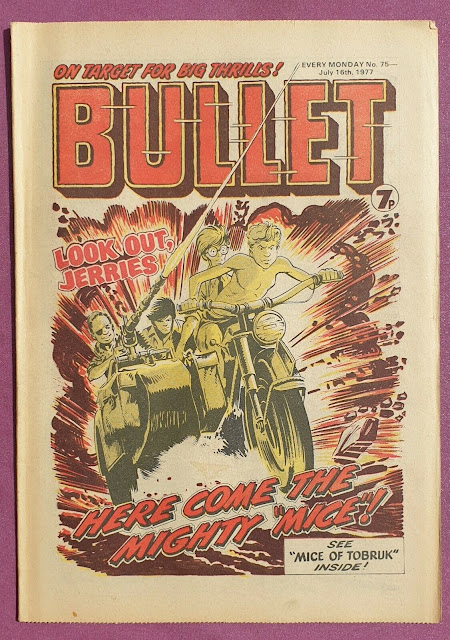 ON TARGET FOR BIG THRILLS!
EVERY MONDAY No. 75—
July 16th, 1977
BULLET
7P
LOOK OUT,
JERRIES
HERE COME THE
MIGHTY "MICE"!
SEE
"MICE OF TOBRUK"
INSIDE!